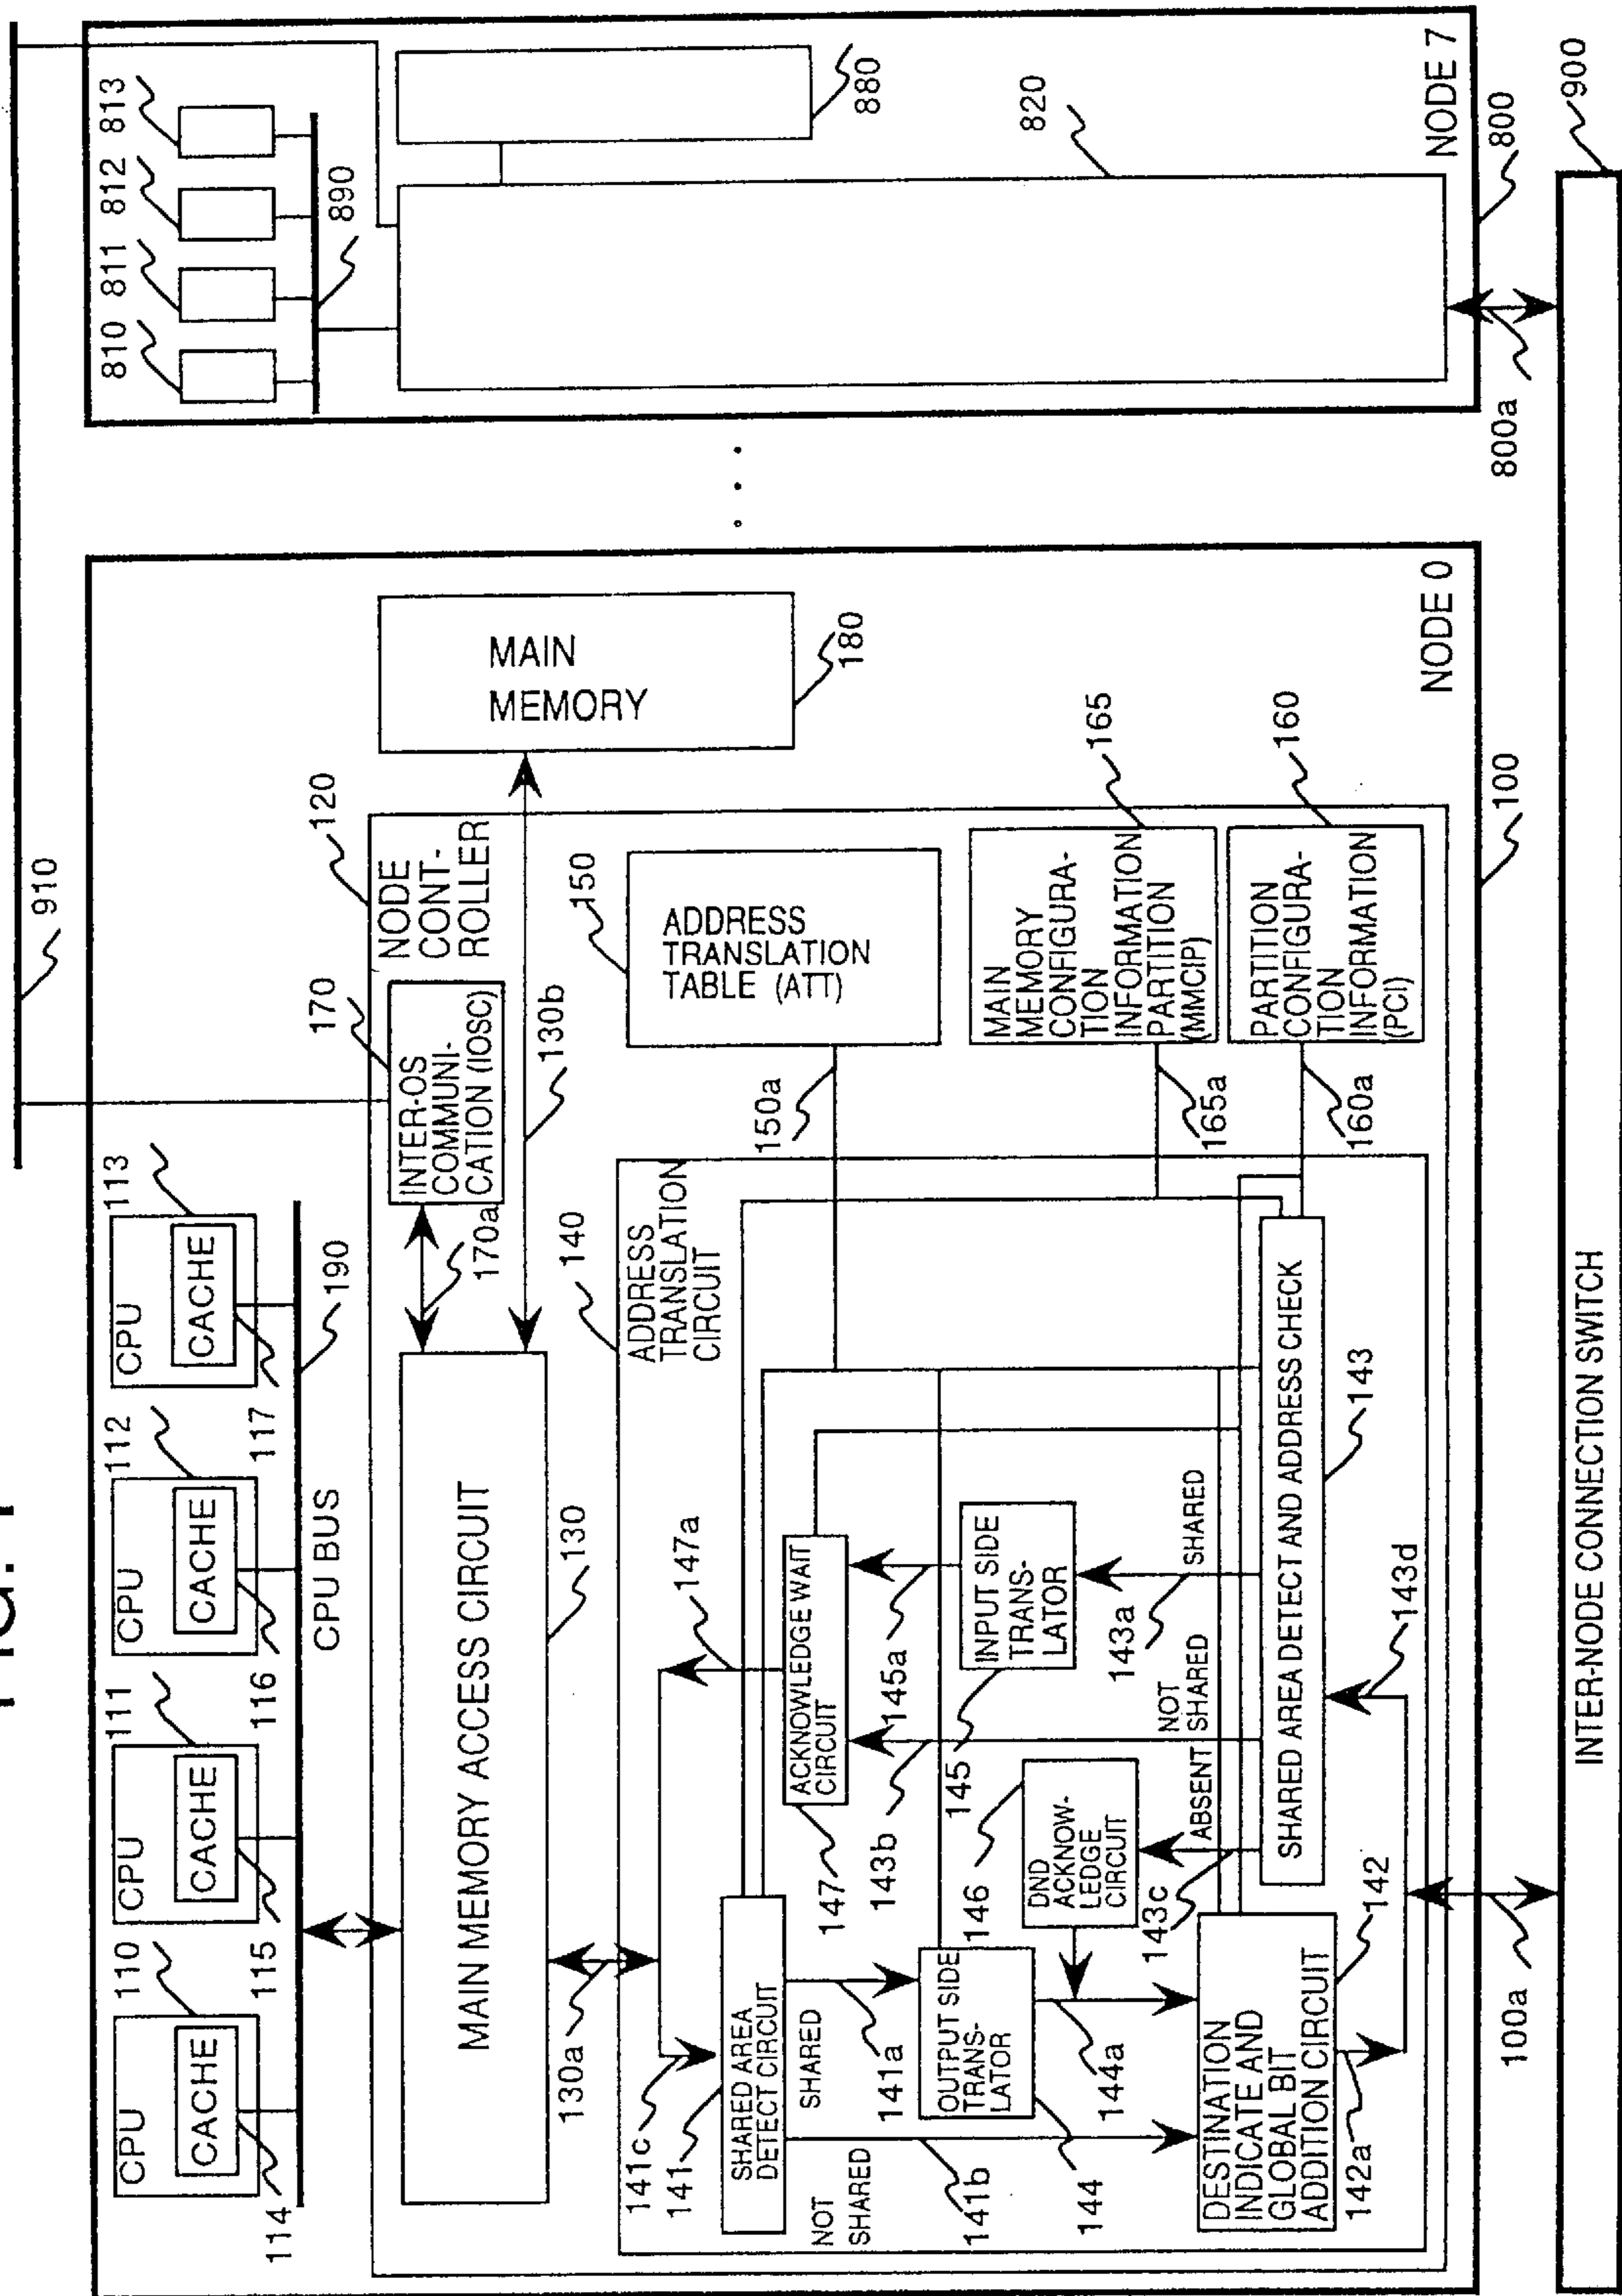 FIG. 1
910
113
CPU
CACHE
117
112
CPU
CACHE
116
111
CPU
CACHE
115
110
CPU
CACHE
114
190
CPU BUS
170
INTER-OS
COMMUNI-
CATION (IOSC)
170a
120
NODE
CONT-
ROLLER
130b
MAIN
MEMORY
180
MAIN MEMORY ACCESS CIRCUIT
130
130a
140
ADDRESS
TRANSLATION
CIRCUIT
150
ADDRESS
TRANSLATION
TABLE (ATT)
150a
165
MAIN
MEMORY
CONFIGURA-
TION
INFORMATION
PARTITION
(MMCIP)
165a
160
PARTITION
CONFIGURA-
TION
INFORMATION
(PCI)
160a
147a
141c
141
SHARED AREA
DETECT CIRCUIT
NOT
SHARED
141b
SHARED
141a
OUTPUT SIDE
TRANS-
LATOR
144
144a
147
ACKNOWLEDGE WAIT
CIRCUIT
145a
INPUT SIDE
TRANS-
LATOR
145
143b
NOT
SHARED
143a
SHARED
146
DND
ACKNOW-
LEDGE
CIRCUIT
ABSENT
143c
SHARED AREA DETECT AND ADDRESS CHECK
143
143d
DESTINATION
INDICATE AND
GLOBAL BIT
ADDITION CIRCUIT
142
142a
NODE 0
100
100a
810
811
812
813
890
880
820
NODE 7
800
800a
900
INTER-NODE CONNECTION SWITCH